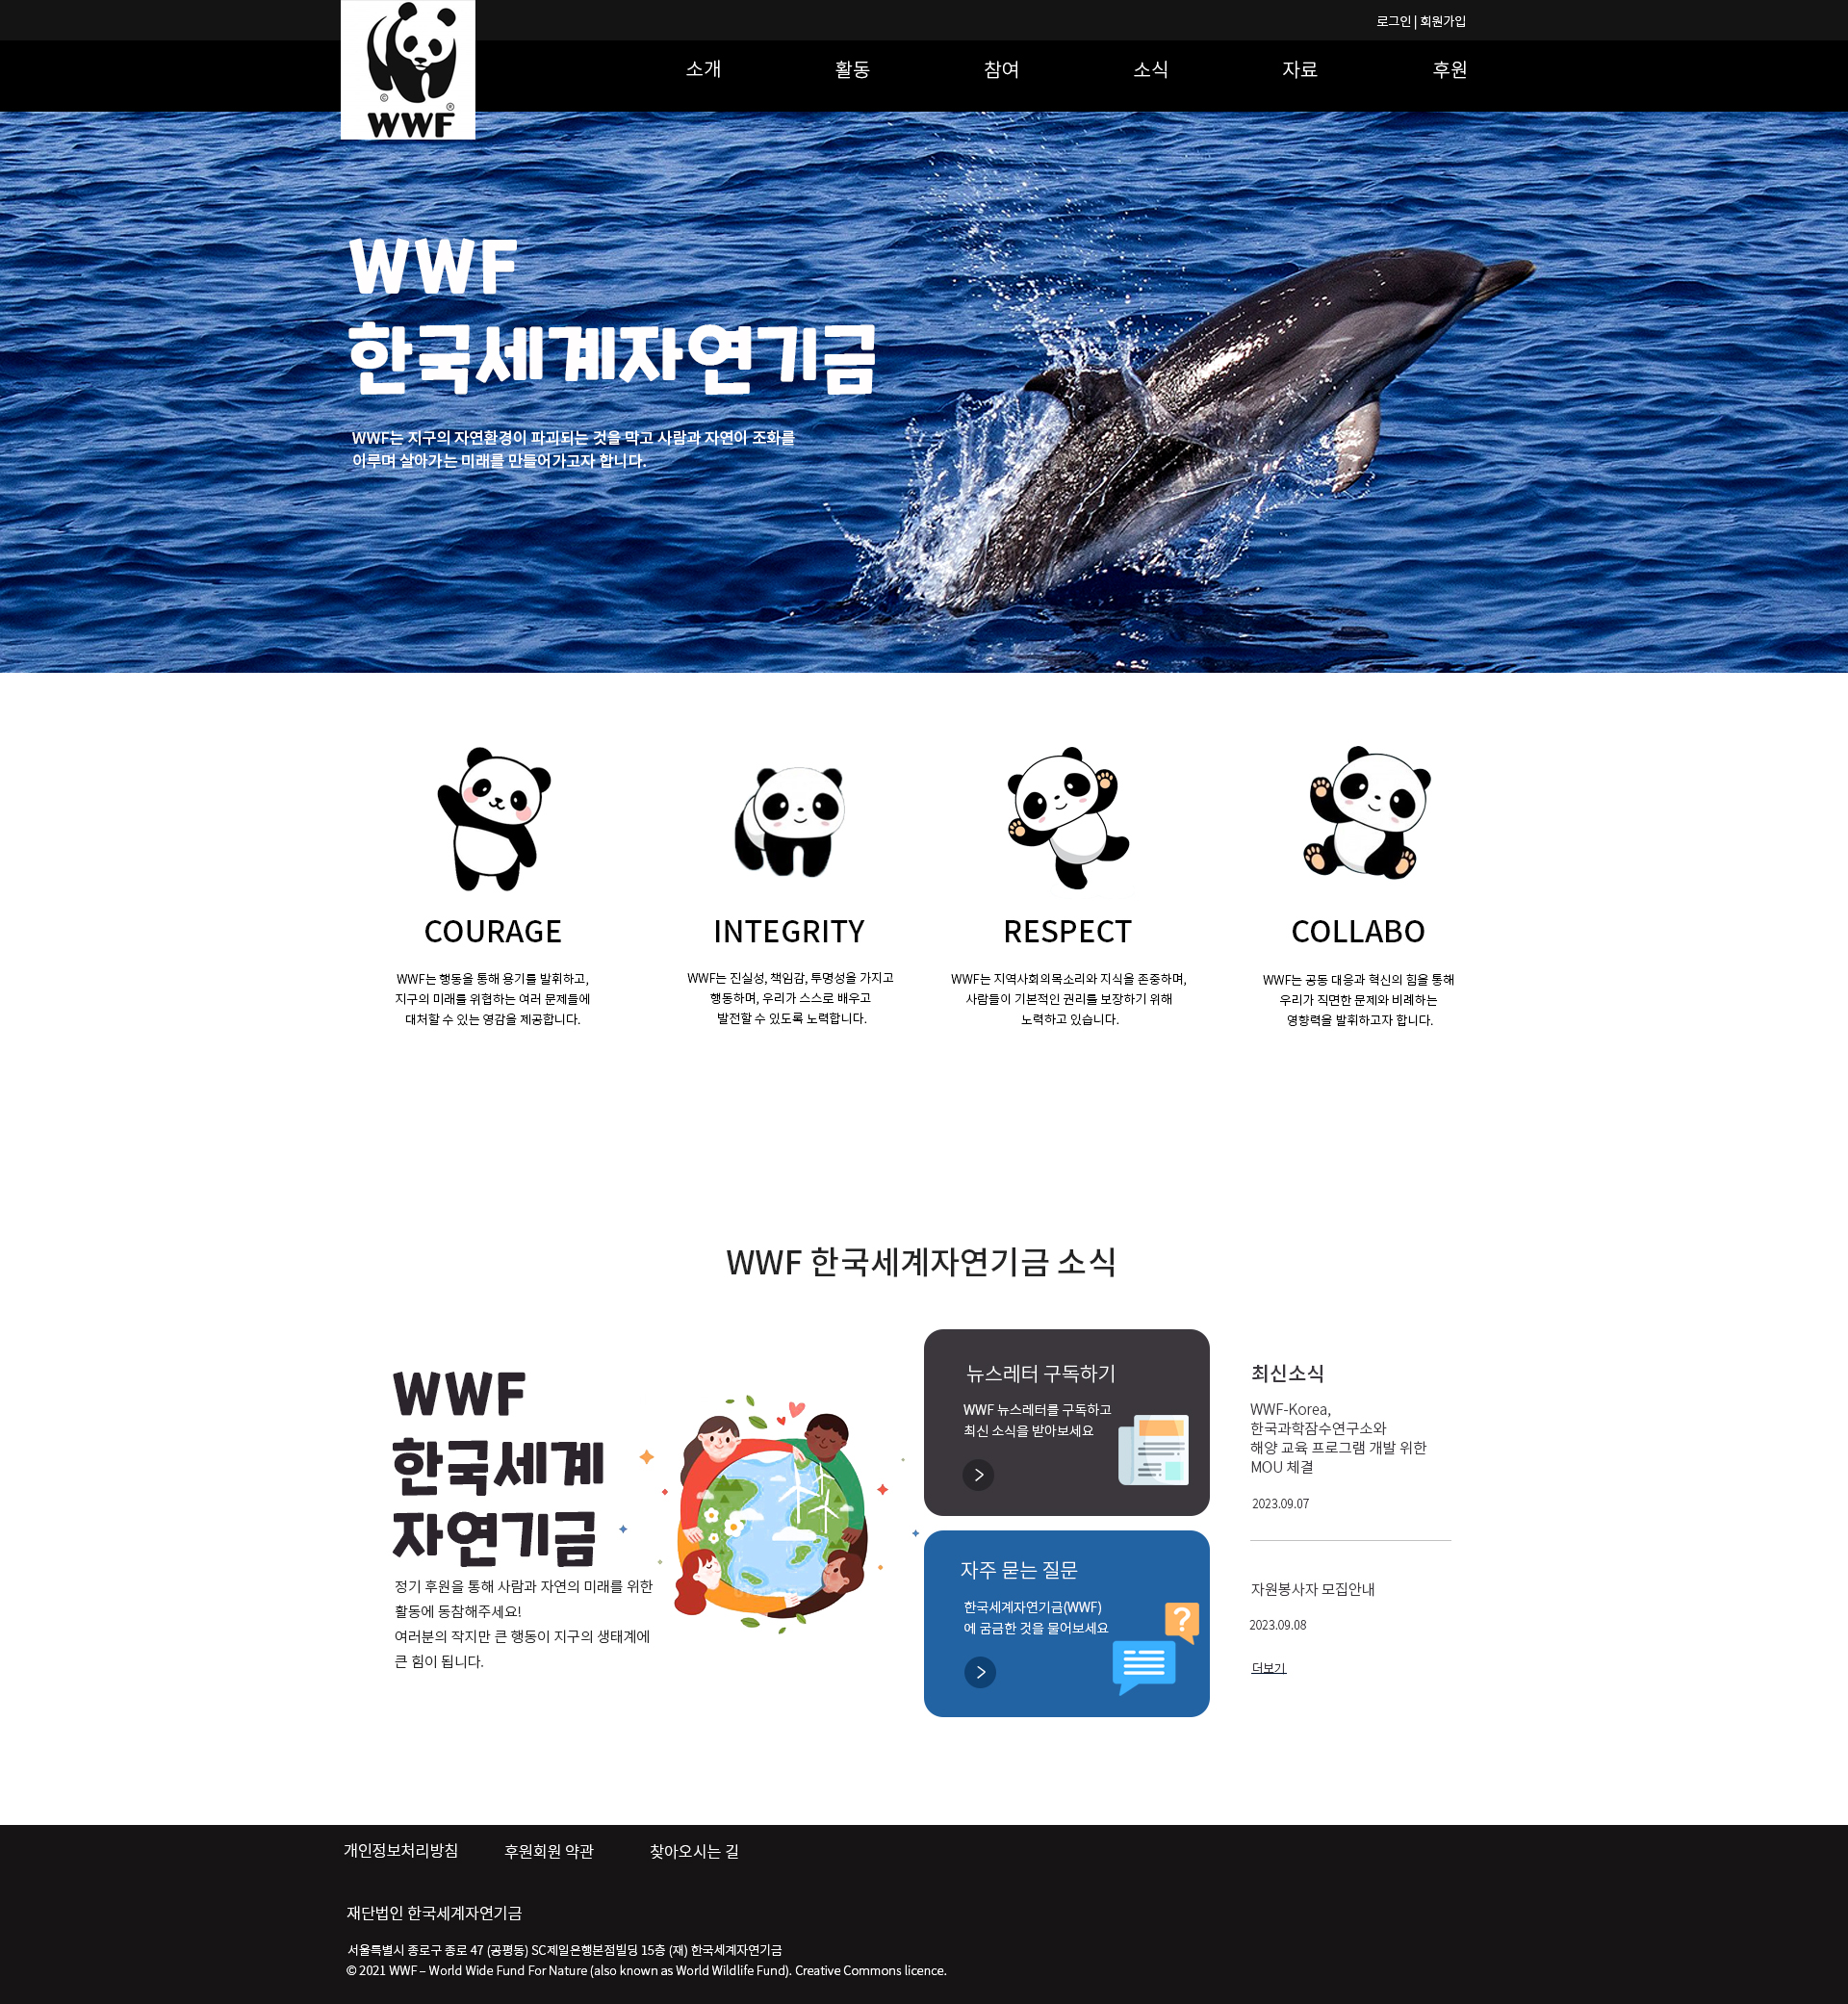 로그인 | 회원가입
©
®
WWF
소개
활동
참여
소식
자료
후원
WWF
한국세계자연기금
WWF는 지구의 자연환경이 파괴되는 것을 막고 사람과 자연이 조화를
이루며 살아가는 미래를 만들어가고자 합니다.
COURAGE
WWF는 행동을 통해 용기를 발휘하고,
지구의 미래를 위협하는 여러 문제들에
대처할 수 있는 영감을 제공합니다.
INTEGRITY
WWF는 진실성, 책임감, 투명성을 가지고
행동하며, 우리가 스스로 배우고
발전할 수 있도록 노력합니다.
RESPECT
WWF는 지역사회의목소리와 지식을 존중하며,
사람들이 기본적인 권리를 보장하기 위해
노력하고 있습니다.
COLLABO
WWF는 공동 대응과 혁신의 힘을 통해
우리가 직면한 문제와 비례하는
영향력을 발휘하고자 합니다.
WWF 한국세계자연기금 소식
WWF
한국세계
자연기금
정기 후원을 통해 사람과 자연의 미래를 위한
활동에 동참해주세요!
여러분의 작지만 큰 행동이 지구의 생태계에
큰 힘이 됩니다.
뉴스레터 구독하기
WWF 뉴스레터를 구독하고
최신 소식을 받아보세요
자주 묻는 질문
한국세계자연기금(WWF)
에 궁금한 것을 물어보세요
?
최신소식
WWF-Korea,
한국과학잠수연구소와
해양 교육 프로그램 개발 위한
MOU 체결
2023.09.07
자원봉사자 모집안내
2023.09.08
더보기
개인정보처리방침
후원회원 약관
찾아오시는 길
재단법인 한국세계자연기금
서울특별시 종로구 종로 47 (공평동) SC제일은행본점빌딩 15층 (재) 한국세계자연기금
© 2021 WWF – World Wide Fund For Nature (also known as World Wildlife Fund). Creative Commons licence.